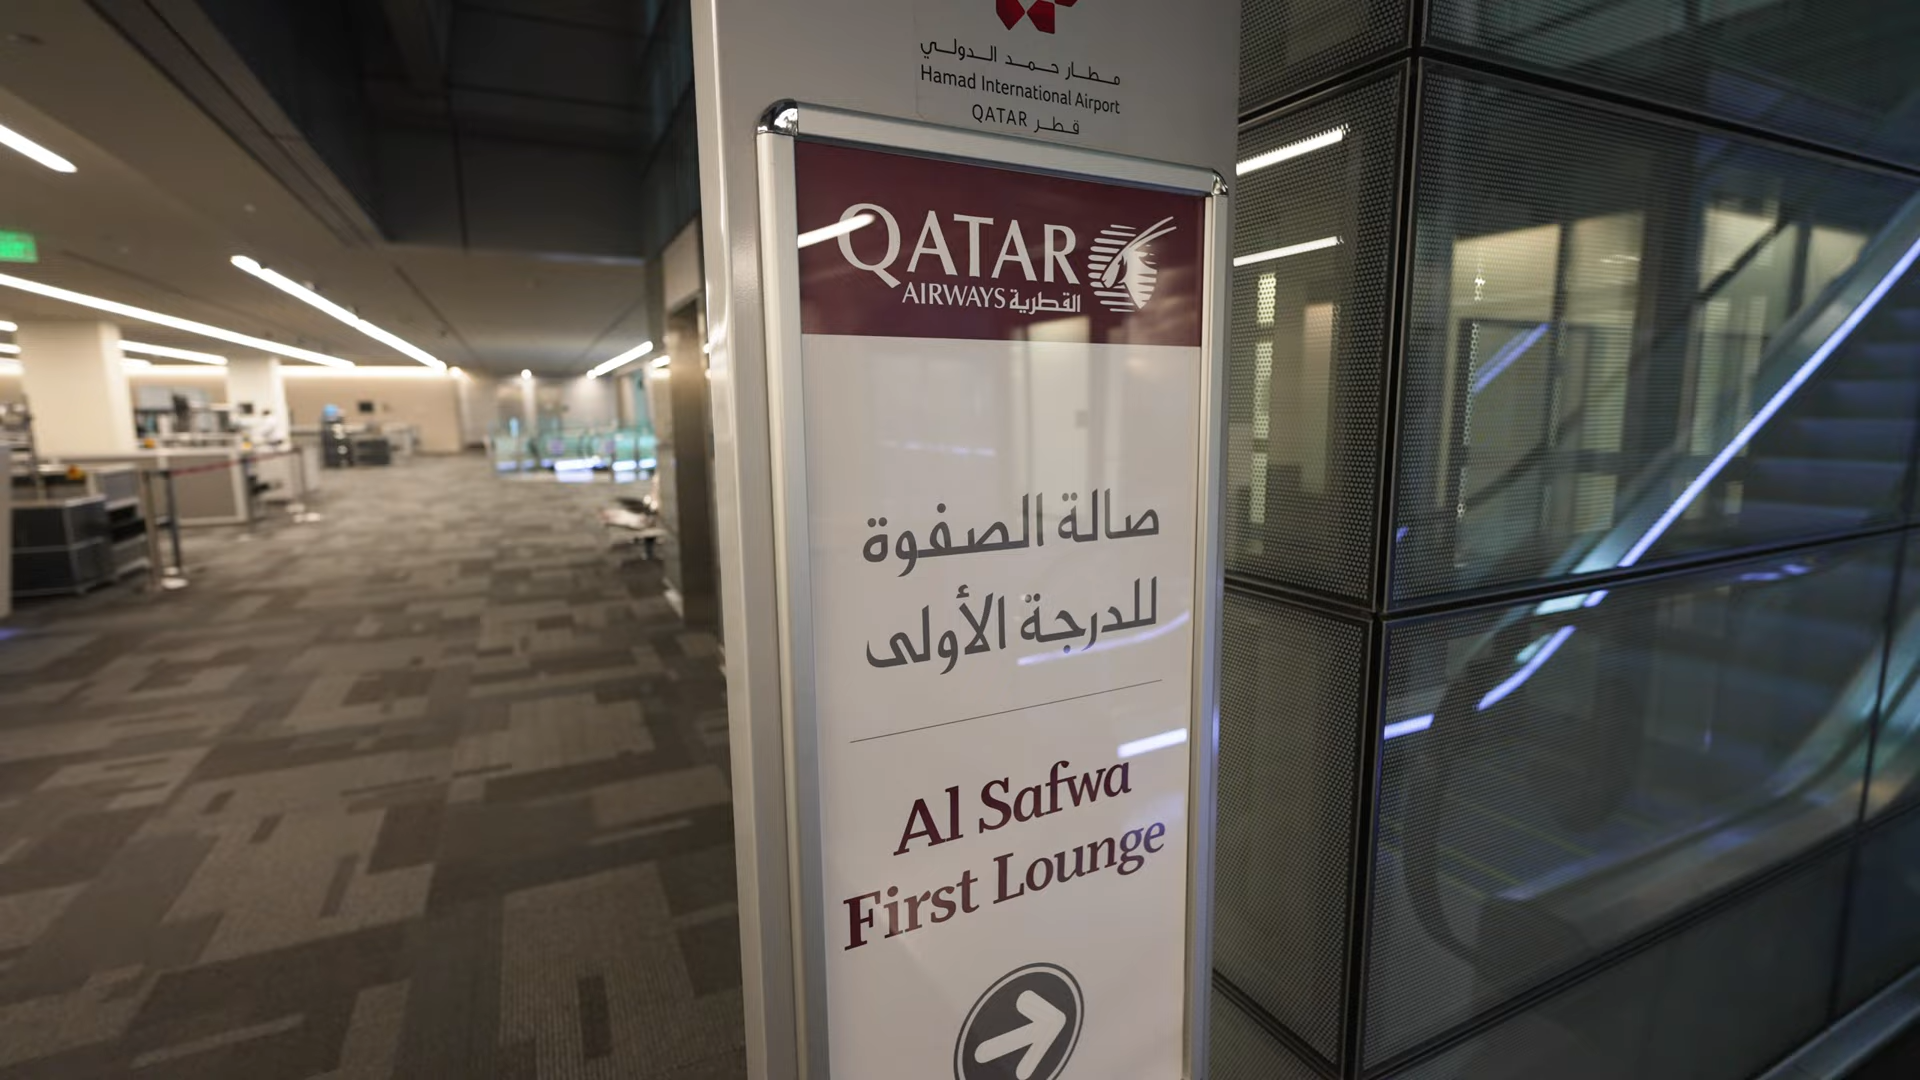 مطار حمد الدولي
Hamad International Airport
QATAR قطر
QATAR
AIRWAYS القطرية
صالة الصفوة
للدرجة الأولى
Al Safwa
First Lounge